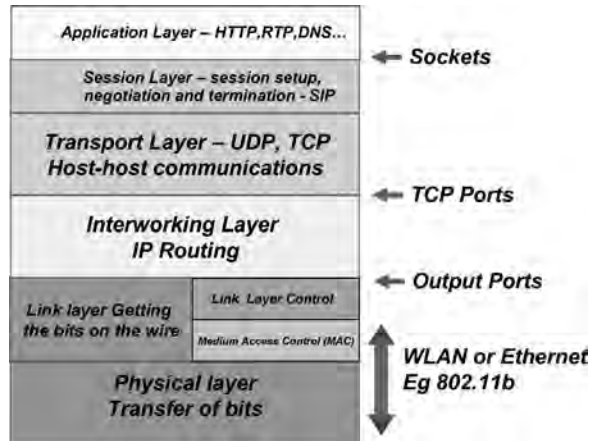 Application Layer – HTTP,RTP,DNS...
Sockets
Session Layer – session setup,
negotiation and termination - SIP
Transport Layer – UDP, TCP
Host-host communications
TCP Ports
Interworking Layer
IP Routing
Output Ports
Link layer Getting
the bits on the wire
Link Layer Control
Medium Access Control (MAC)
WLAN or Ethernet
Eg 802.11b
Physical layer
Transfer of bits